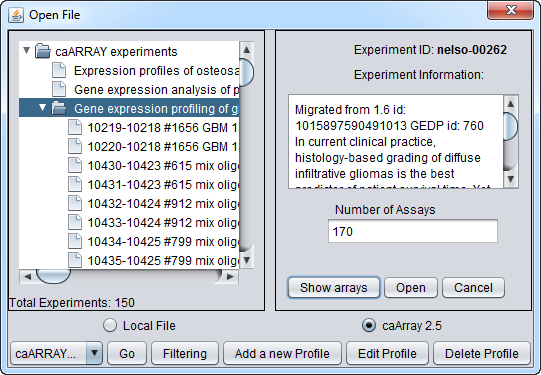 Open File
caARRAY experiments
Expression profiles of osteosa
Gene expression analysis of p
Gene expression profiling of g
10219-10218 #1656 GBM 13
10220-10218 #1656 GBM 13
10430-10423 #615 mix olig
10431-10423 #615 mix olig
10432-10424 #912 mix olig
10433-10424 #912 mix olig
10434-10425 #799 mix olig
10435-10425 #799 mix olig
Total Experiments: 150
Experiment ID: nelso-00262
Experiment Information:
Migrated from 1.6 id:
1015897590491013 GEDP id: 760
In current clinical practice,
histology-based grading of diffuse
infiltrative gliomas is the best
predictor of patient survival time. Yet
Number of Assays
170
Show arrays Open Cancel
Local File caArray 2.5
caARRAY... Go Filtering Add a new Profile Edit Profile Delete Profile